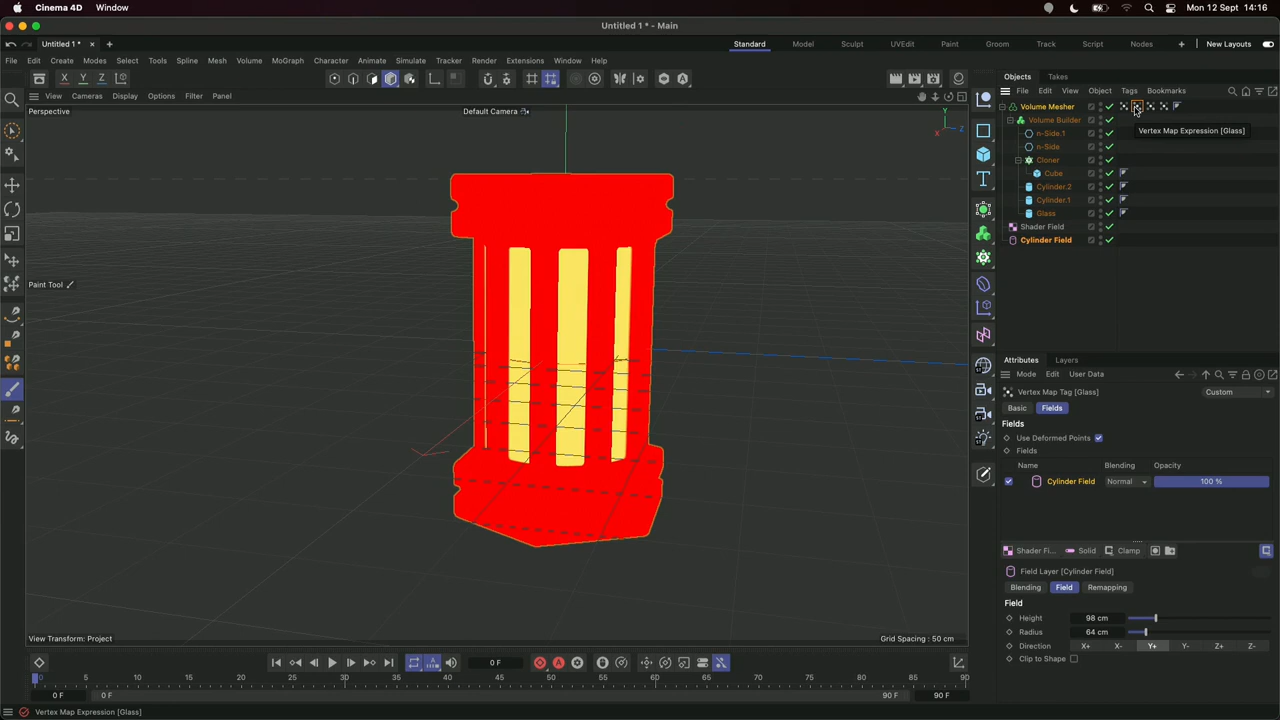 Cinema 4D Window Mon 12 Sept 14:16
Untitled 1 * - Main
Untitled 1 * Standard Model Sculpt UVEdit Paint Groom Track Script Nodes New Layouts
File Edit Create Modes Select Tools Spline Mesh Volume MoGraph Character Animate Simulate Tracker Render Extensions Window Help
X Y Z
Objects Takes
File Edit View Object Tags Bookmarks
View Cameras Display Options Filter Panel
Perspective
Default Camera
Y
X Z
Volume Mesher
Volume Builder
Vertex Map Expression [Glass]
n-Side.1
n-Side
Cloner
Cube
Cylinder.2
Cylinder.1
Glass
Shader Field
Cylinder Field
Paint Tool
Attributes Layers
Mode Edit User Data
Vertex Map Tag [Glass] Custom
Basic Fields
Fields
Use Deformed Points
Fields
Name Blending Opacity
Cylinder Field Normal 100 %
Shader Fi... Solid Clamp
Field Layer [Cylinder Field]
Blending Field Remapping
Field
Height 98 cm
Radius 64 cm
Direction X+ X- Y+ Y- Z+ Z-
Clip to Shape
View Transform: Project Grid Spacing : 50 cm
0 F
0 5 10 15 20 25 30 35 40 45 50 55 60 65 70 75 80 85 90
0 F 0 F 90 F 90 F
Vertex Map Expression [Glass]